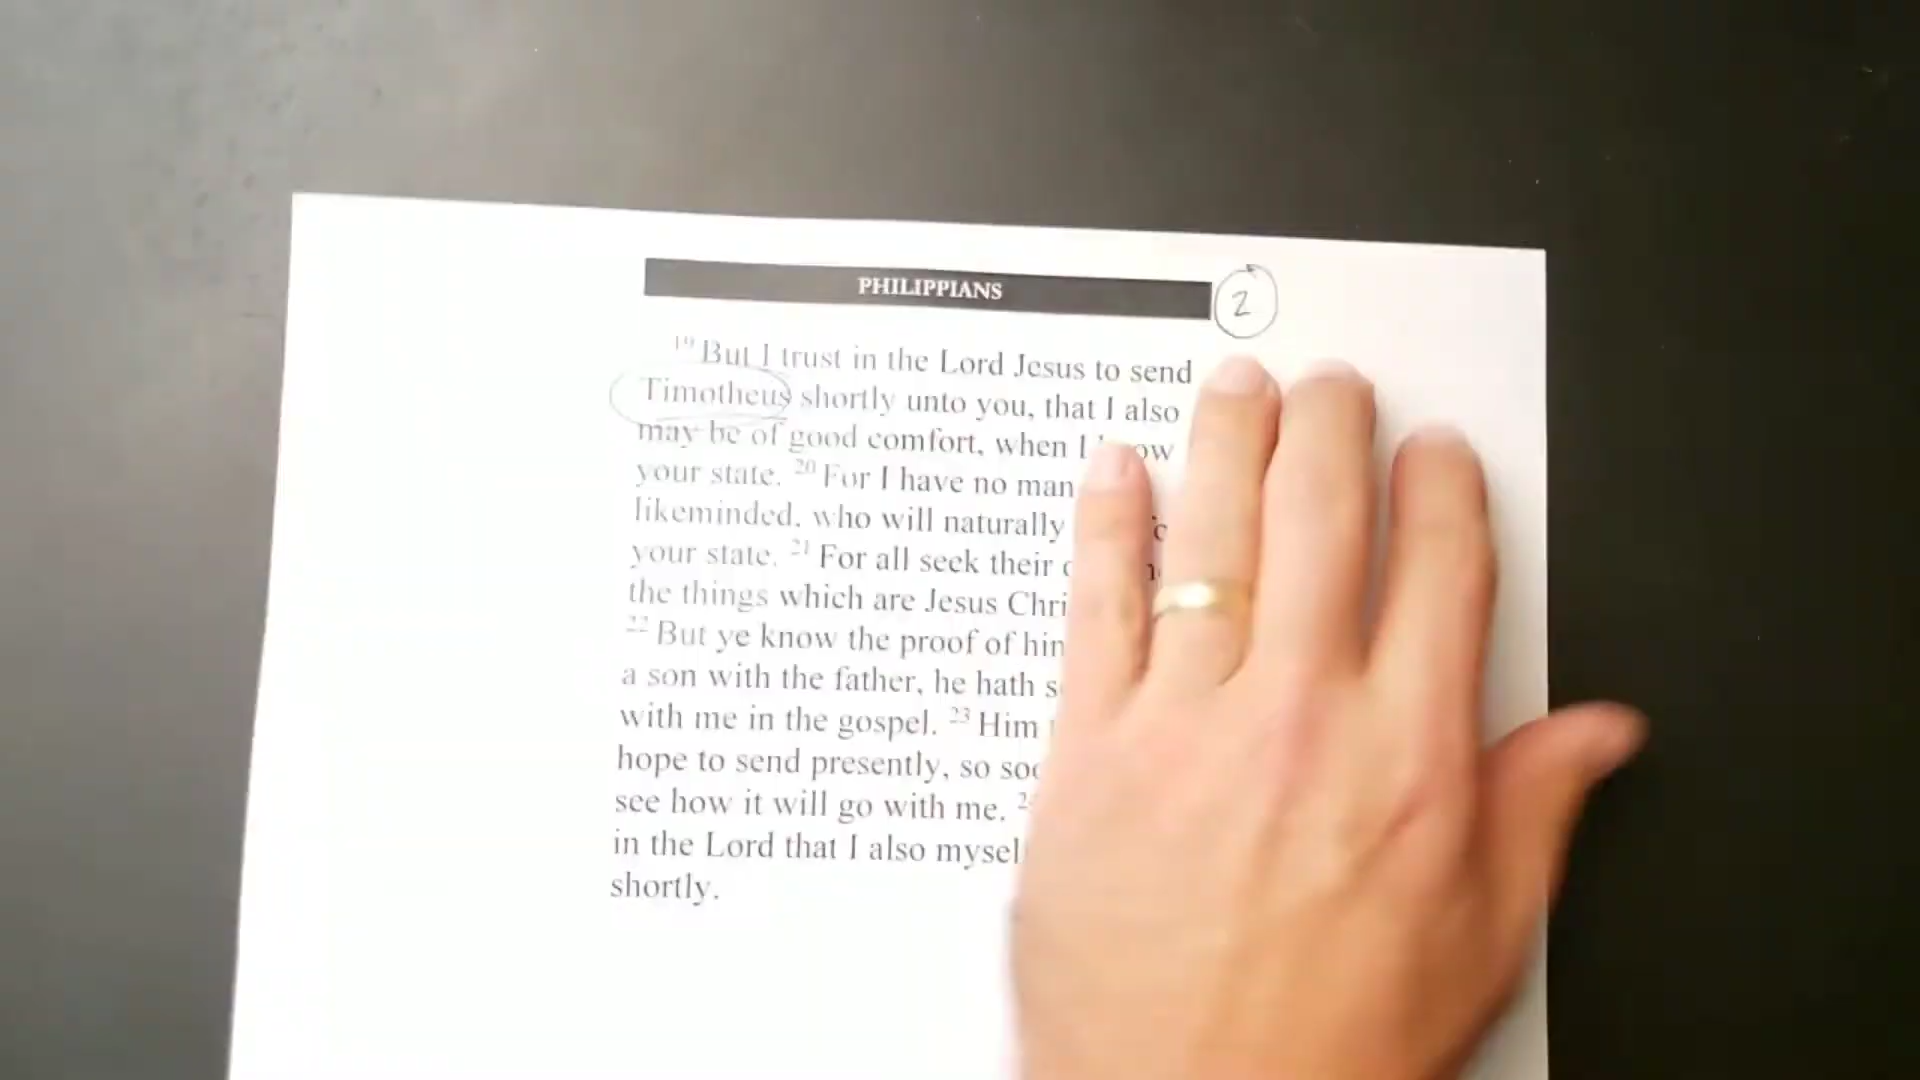 PHILIPPIANS
2
19 But I trust in the Lord Jesus to send
Timotheus shortly unto you, that I also
may be of good comfort, when I
your state. 20 For I have no man
likeminded, who will naturally
your state. 21 For all seek their
the things which are Jesus
22 But ye know the proof of
a son with the father, he hath
with me in the gospel. 23 Him
hope to send presently, so
see how it will go with me.
in the Lord that I also
shortly.